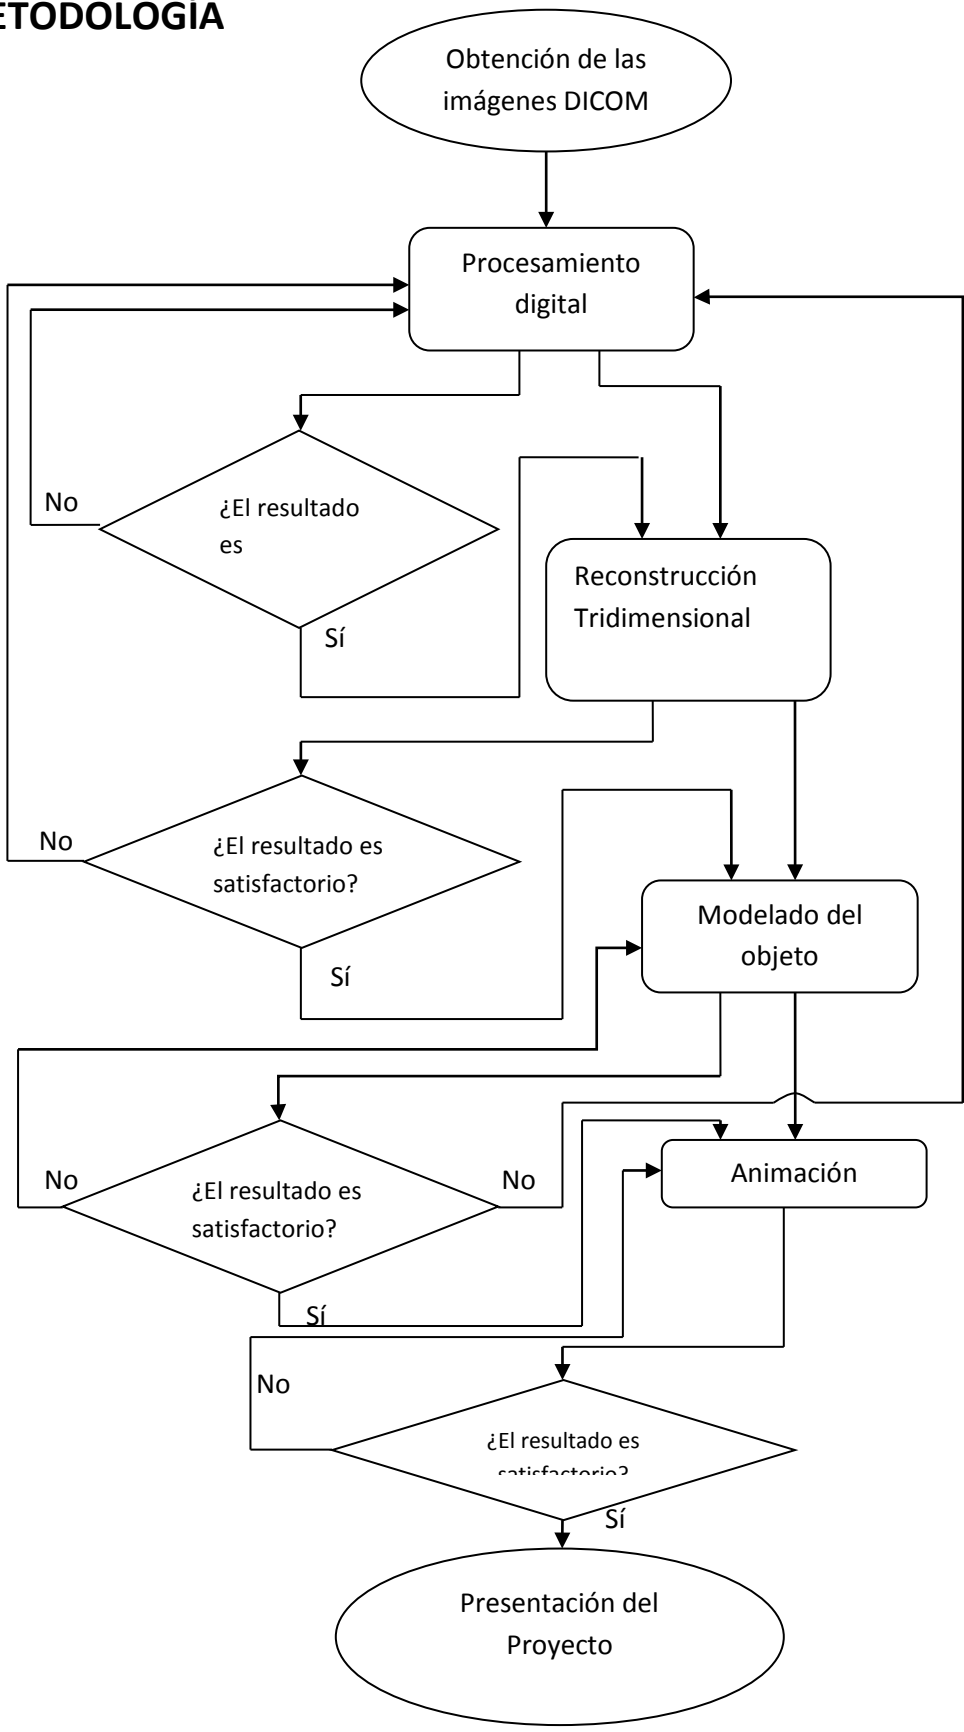 ETODOLOGÍA
Obtención de las
imágenes DICOM
Procesamiento
digital
No
¿El resultado
es
Sí
Reconstrucción
Tridimensional
No
¿El resultado es
satisfactorio?
Sí
Modelado del
objeto
No
¿El resultado es
satisfactorio?
No
Sí
Animación
No
¿El resultado es
satisfactorio?
Sí
Presentación del
Proyecto